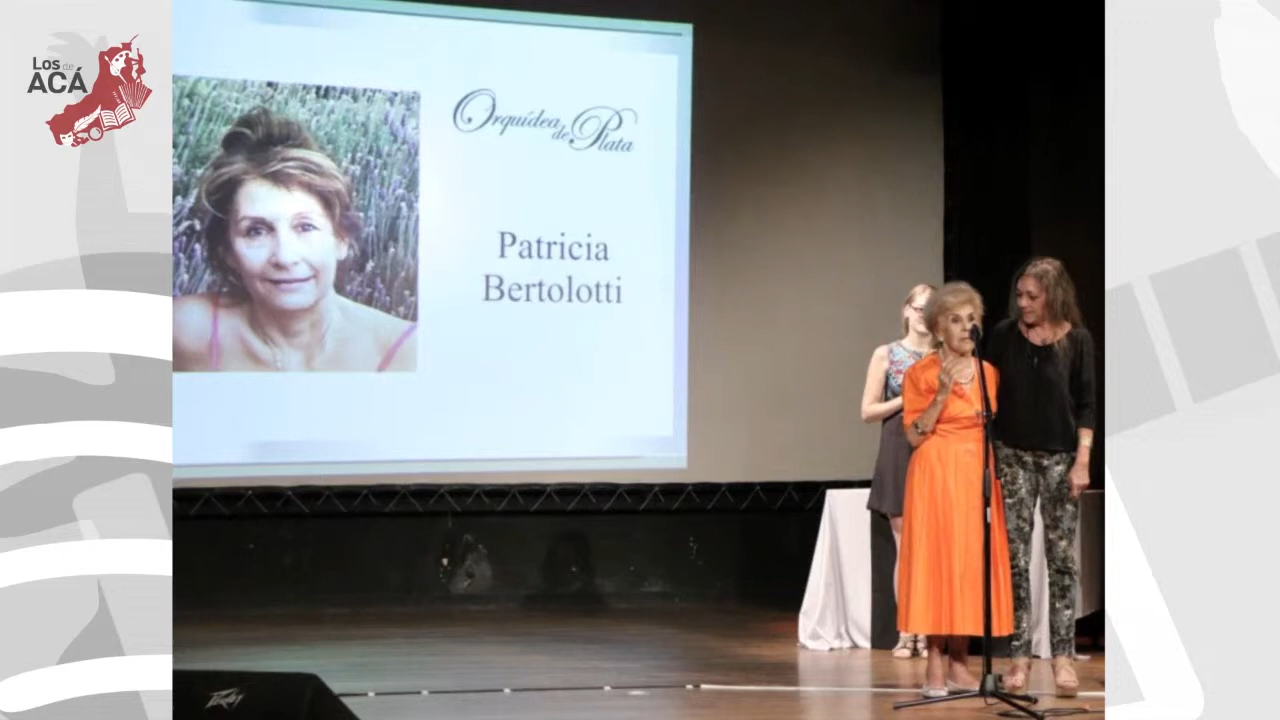 Los de
ACÁ
Orquídea
de Plata
Patricia
Bertolotti
PEAVEY